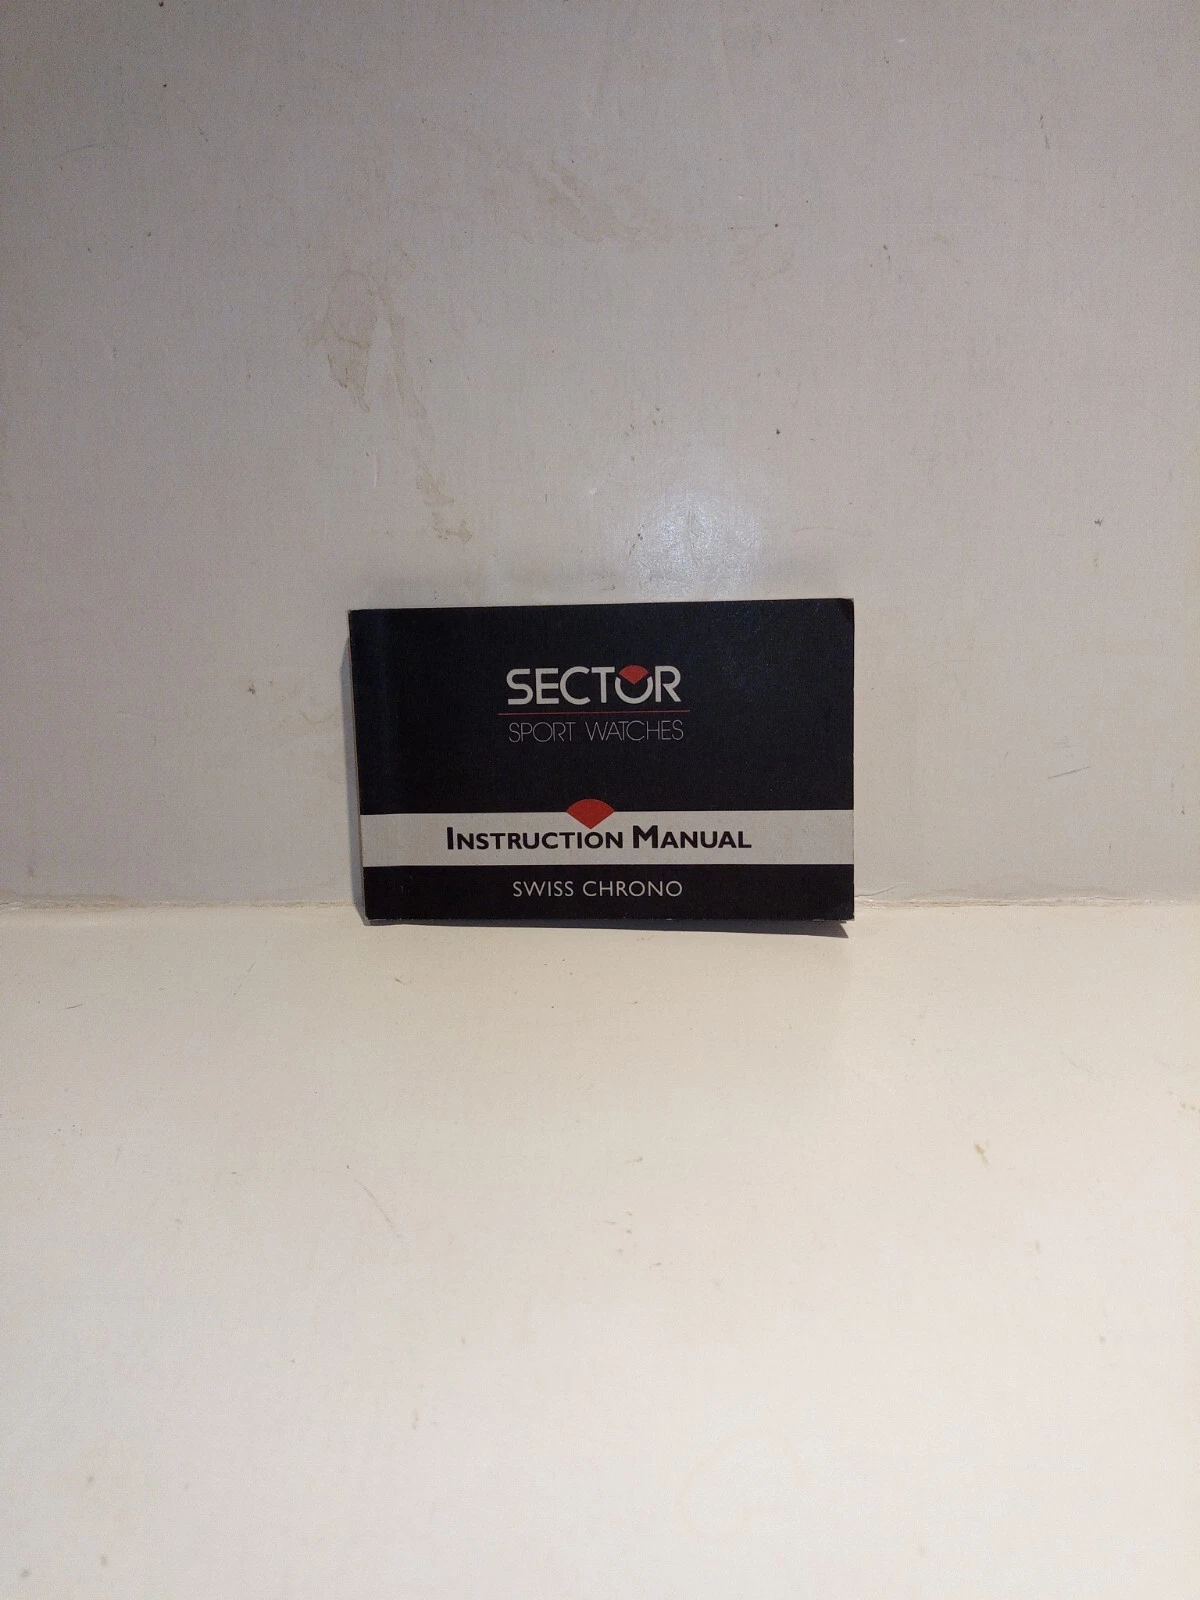 SECTOR
SPORT WATCHES
INSTRUCTION MANUAL
SWISS CHRONO